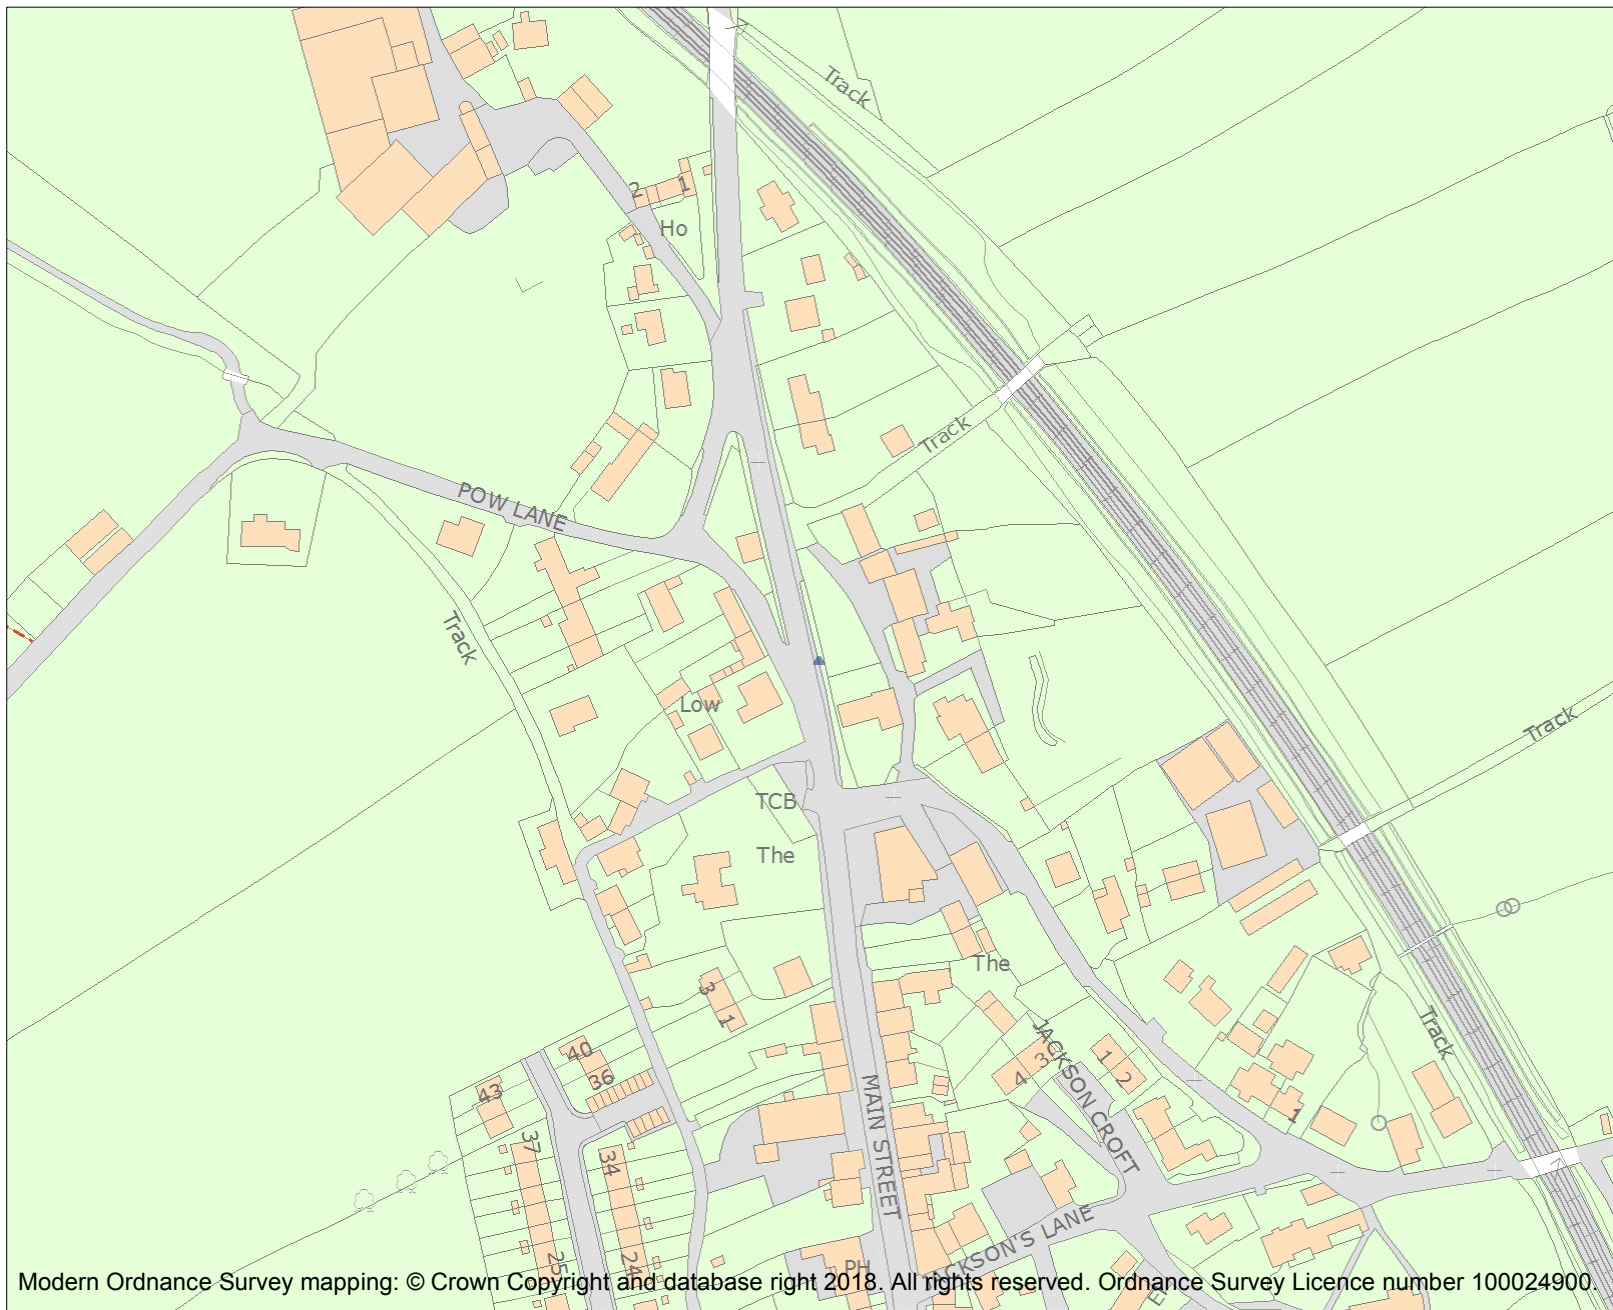 Track
2
1
Ho
Track
POW LANE
Track
Low
Track
TCB
The
The
3
1
Track
JACKSON CROFT
40
36
43
3
4
1
2
1
MAIN STREET
37
34
JACKSON'S LANE
25
24
PH
E
Modern Ordnance Survey mapping: © Crown Copyright and database right 2018. All rights reserved. Ordnance Survey Licence number 100024900.